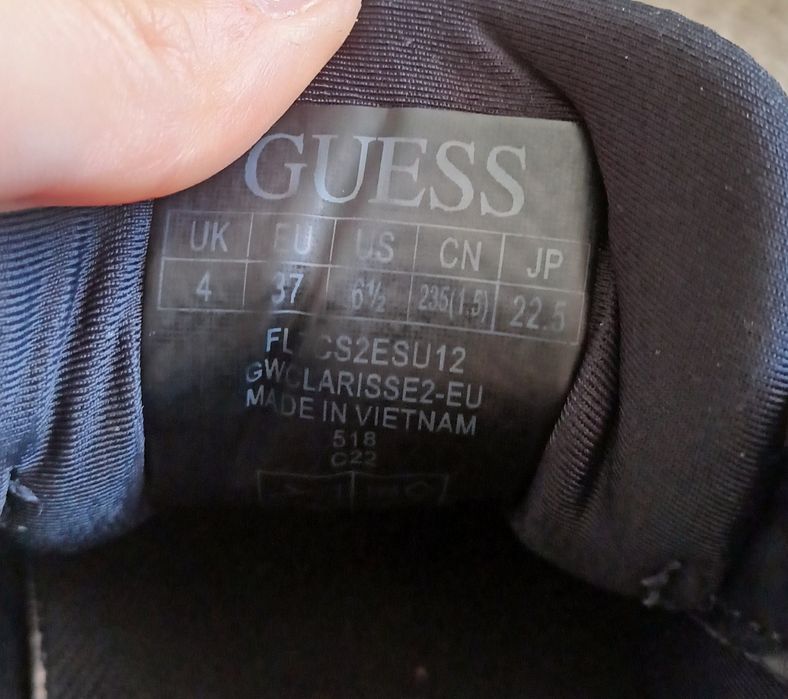 GUESS
UK EU US CN JP
4 37 6½ 235(1.5) 22.5
CS2ESU12
GWCLARISSE2-EU
MADE IN VIETNAM
518
C22